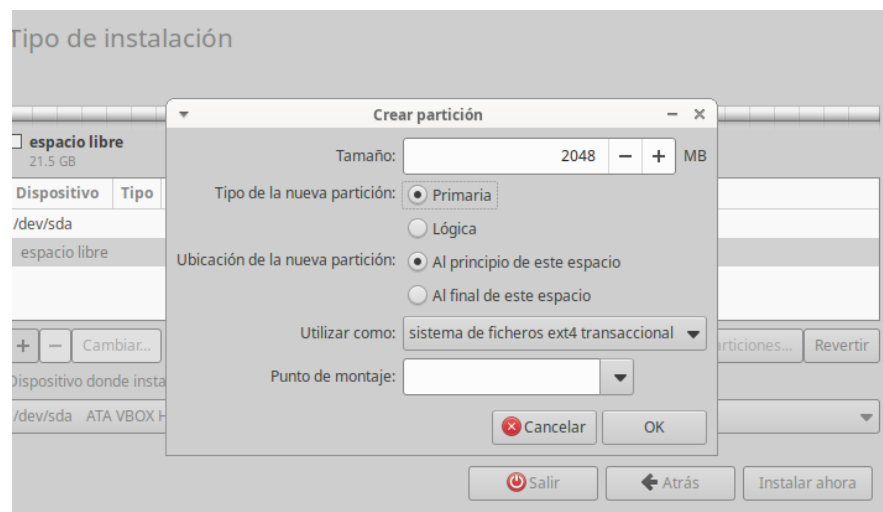 Tipo de instalación
Crear partición
espacio libre
21.5 GB
Tamaño: 2048 MB
Dispositivo Tipo
Tipo de la nueva partición: Primaria
/dev/sda
Lógica
espacio libre
Ubicación de la nueva partición: Al principio de este espacio
Al final de este espacio
Utilizar como: sistema de ficheros ext4 transaccional
+ − Cambiar... Revertir
Punto de montaje:
Dispositivo donde
/dev/sda ATA VBOX
Cancelar OK
Salir Atrás Instalar ahora